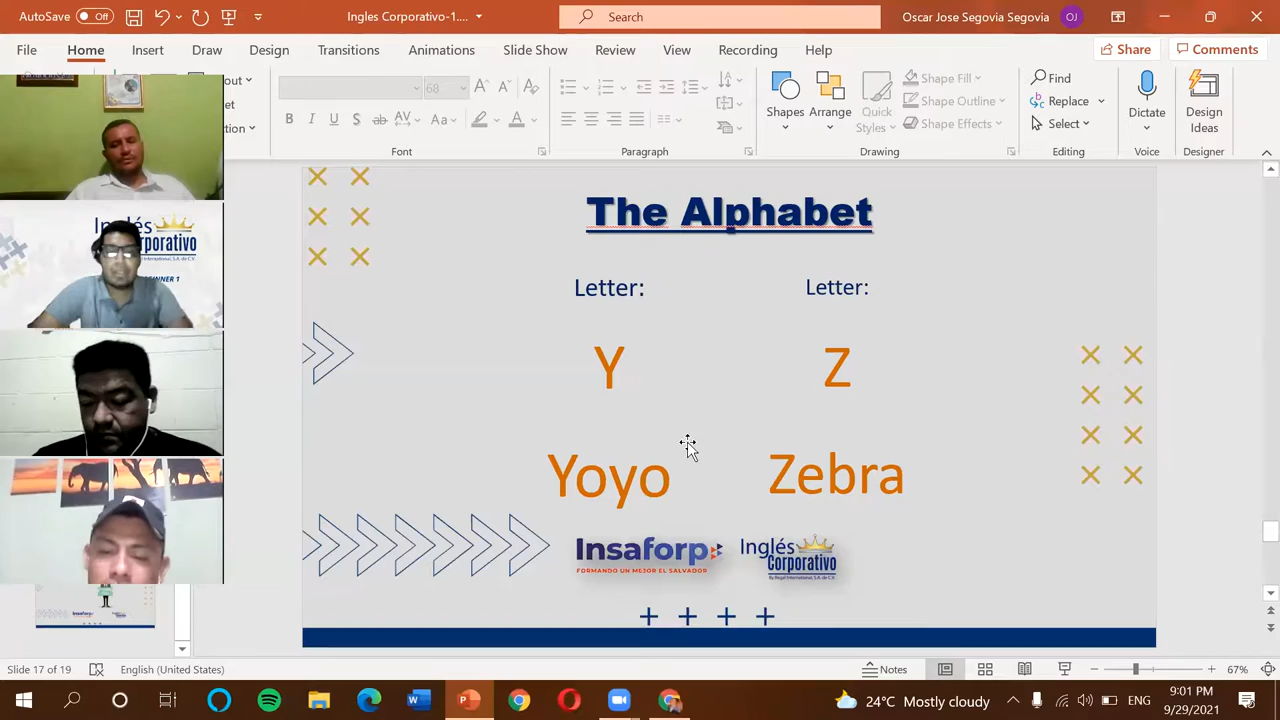 AutoSave Off
Ingles Corporativo-1....
Search
Oscar Jose Segovia Segovia
OJ
File Home Insert Draw Design Transitions Animations Slide Show Review View Recording Help
Share Comments
Shapes
Arrange
Quick Styles
Shape Fill
Shape Outline
Shape Effects
Find
Replace
Select
Dictate
Design Ideas
Font Paragraph Drawing Editing Voice Designer
The Alphabet
Letter: Letter:
Y Z
Yoyo Zebra
Insaforp
FORMANDO UN MEJOR EL SALVADOR
Inglés
Corporativo
By Regal International, S.A. de C.V.
Slide 17 of 19 English (United States) Notes 67%
24°C Mostly cloudy ENG
9:01 PM
9/29/2021